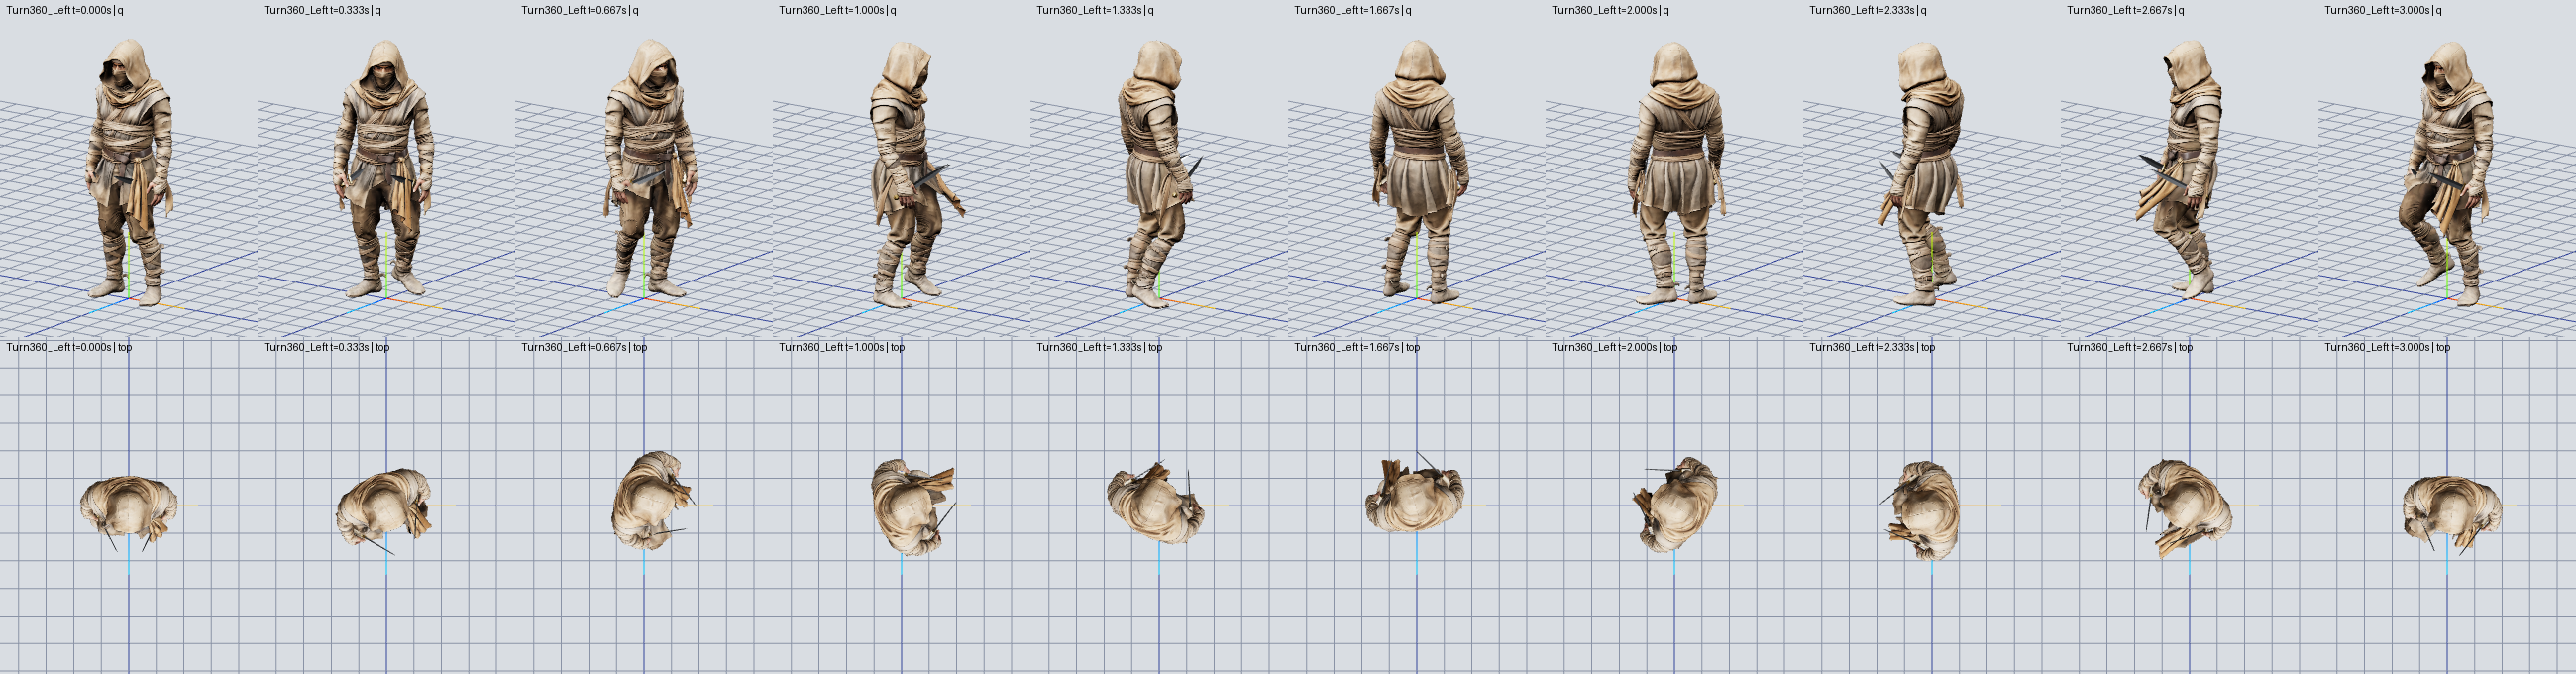 Turn360_Left t=0.000s | q
Turn360_Left t=0.333s | q
Turn360_Left t=0.667s | q
Turn360_Left t=1.000s | q
Turn360_Left t=1.333s | q
Turn360_Left t=1.667s | q
Turn360_Left t=2.000s | q
Turn360_Left t=2.333s | q
Turn360_Left t=2.667s | q
Turn360_Left t=3.000s | q
Turn360_Left t=0.000s | top
Turn360_Left t=0.333s | top
Turn360_Left t=0.667s | top
Turn360_Left t=1.000s | top
Turn360_Left t=1.333s | top
Turn360_Left t=1.667s | top
Turn360_Left t=2.000s | top
Turn360_Left t=2.333s | top
Turn360_Left t=2.667s | top
Turn360_Left t=3.000s | top